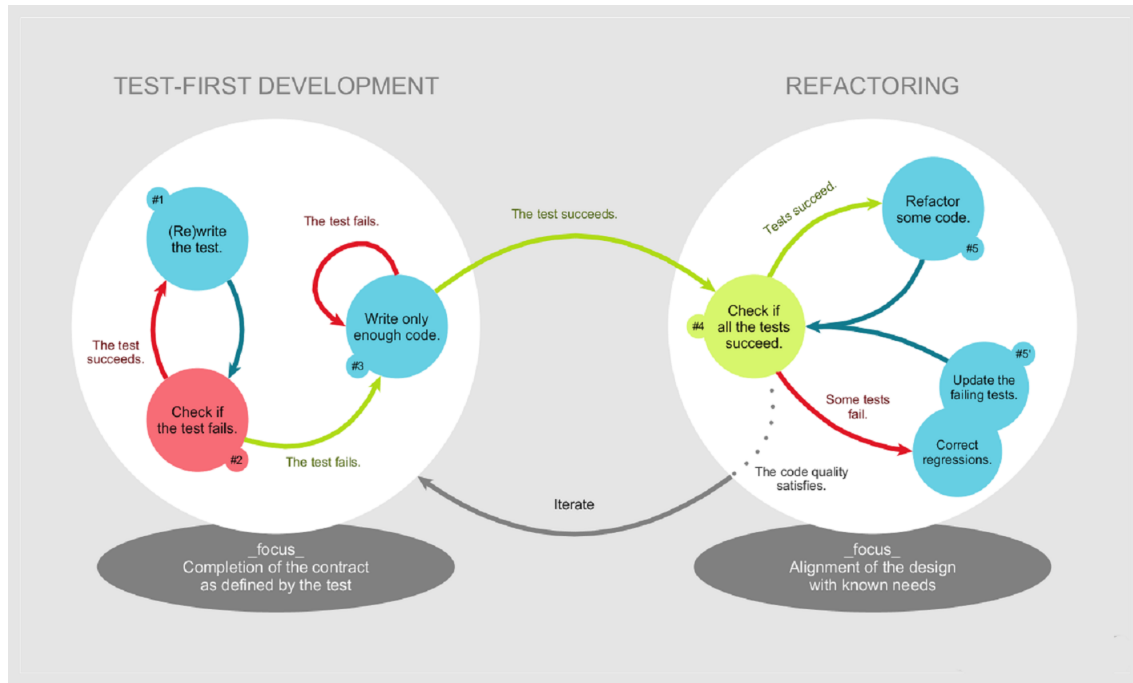 TEST-FIRST DEVELOPMENT
REFACTORING
#1
(Re)write
the test.
The test fails.
The test succeeds.
Tests succeed.
Refactor
some code.
#5
Write only
enough code.
#3
#4
Check if
all the tests
succeed.
The test
succeeds.
#5'
Update the
failing tests.
Check if
the test fails.
#2
Some tests
fail.
Correct
regressions.
The test fails.
The code quality
satisfies.
Iterate
_focus_
Completion of the contract
as defined by the test
_focus_
Alignment of the design
with known needs